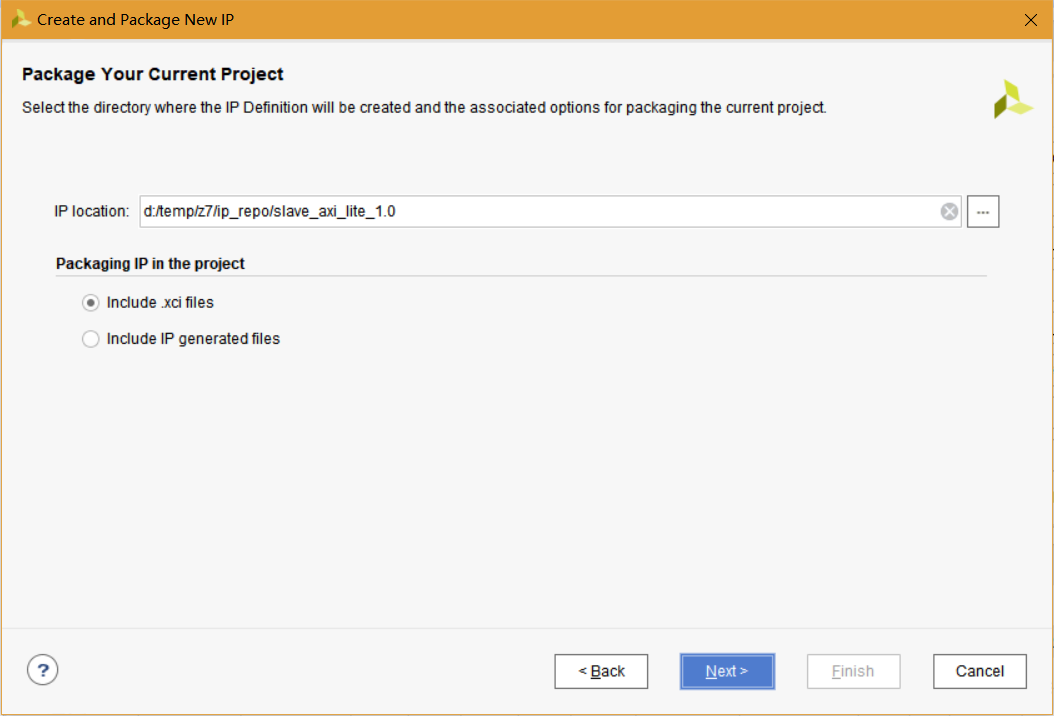 Create and Package New IP
Package Your Current Project
Select the directory where the IP Definition will be created and the associated options for packaging the current project.
IP location: d:/temp/z7/ip_repo/slave_axi_lite_1.0 ...
Packaging IP in the project
Include .xci files
Include IP generated files
? < Back Next > Finish Cancel